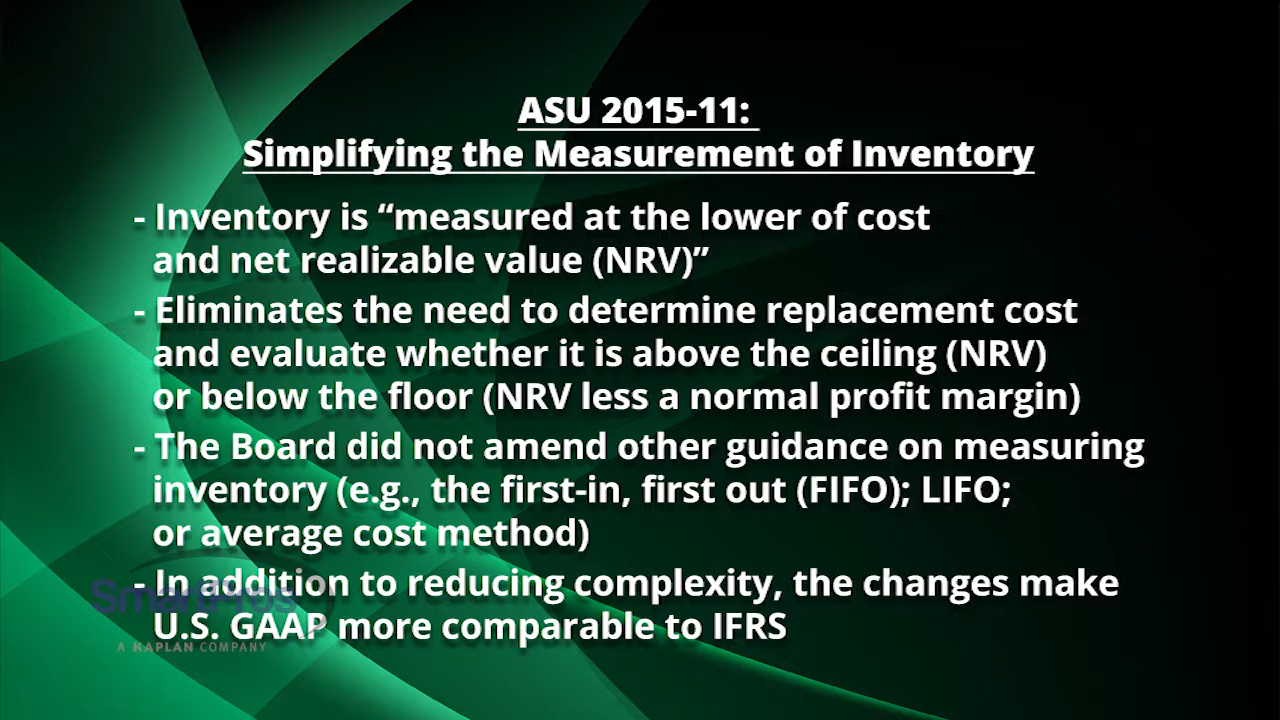 ASU 2015-11:
Simplifying the Measurement of Inventory
- Inventory is “measured at the lower of cost
and net realizable value (NRV)”
- Eliminates the need to determine replacement cost
and evaluate whether it is above the ceiling (NRV)
or below the floor (NRV less a normal profit margin)
- The Board did not amend other guidance on measuring
inventory (e.g., the first-in, first out (FIFO); LIFO;
or average cost method)
- In addition to reducing complexity, the changes make
U.S. GAAP more comparable to IFRS
SmartPros
A KAPLAN COMPANY